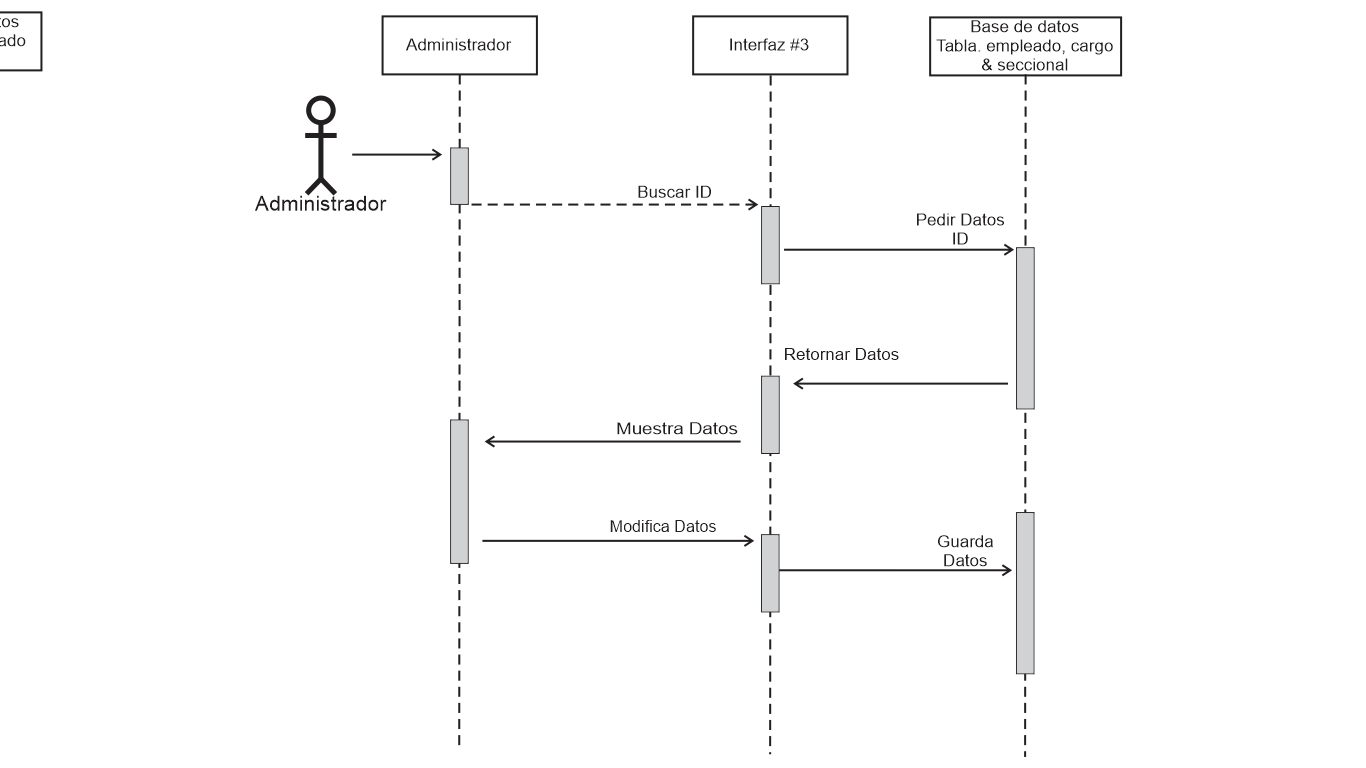 tos
ado
Administrador
Interfaz #3
Base de datos
Tabla. empleado, cargo
& seccional
Administrador
Buscar ID
Pedir Datos
ID
Retornar Datos
Muestra Datos
Modifica Datos
Guarda
Datos